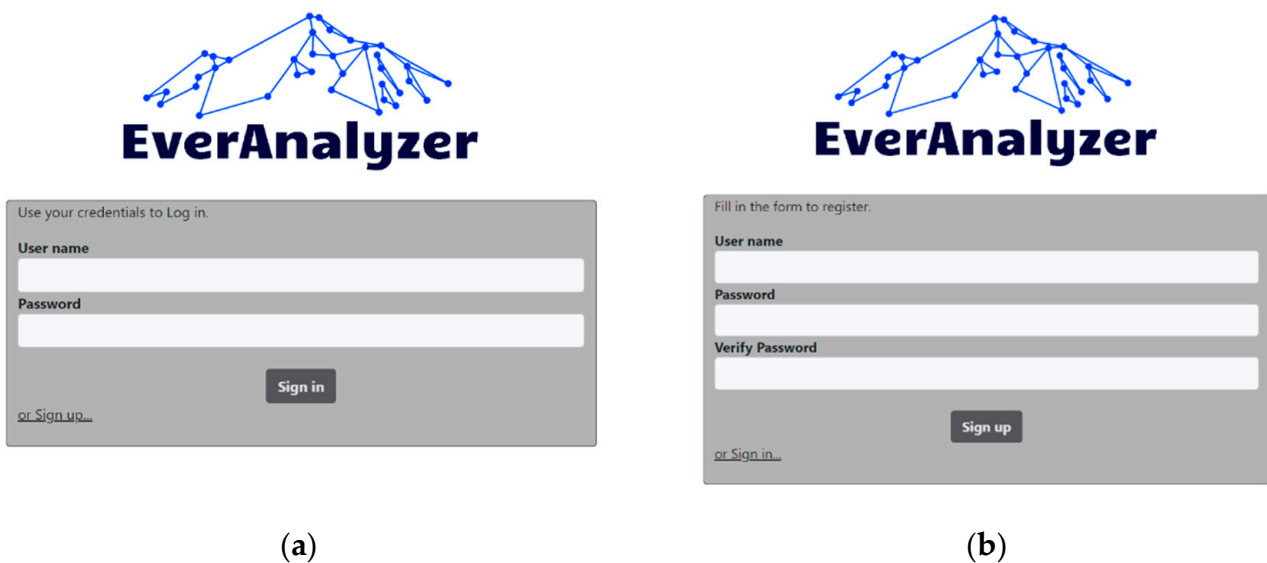 EverAnalyzer
Use your credentials to Log in.
User name
Password
Sign in
or Sign up...
(a)
EverAnalyzer
Fill in the form to register.
User name
Password
Verify Password
Sign up
or Sign in...
(b)